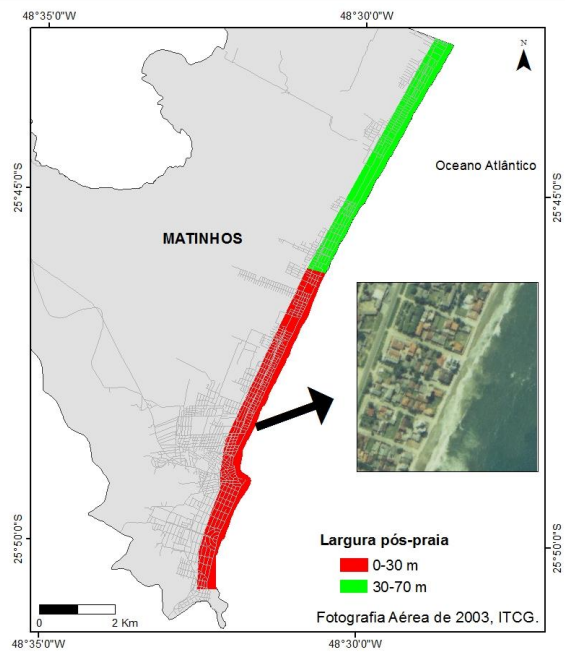 48°35'0"W
48°30'0"W
N
Oceano Atlântico
25°45'0"S
25°45'0"S
MATINHOS
25°50'0"S
25°50'0"S
Largura pós-praia
0-30 m
30-70 m
0
2 Km
Fotografia Aérea de 2003, ITCG.
48°35'0"W
48°30'0"W